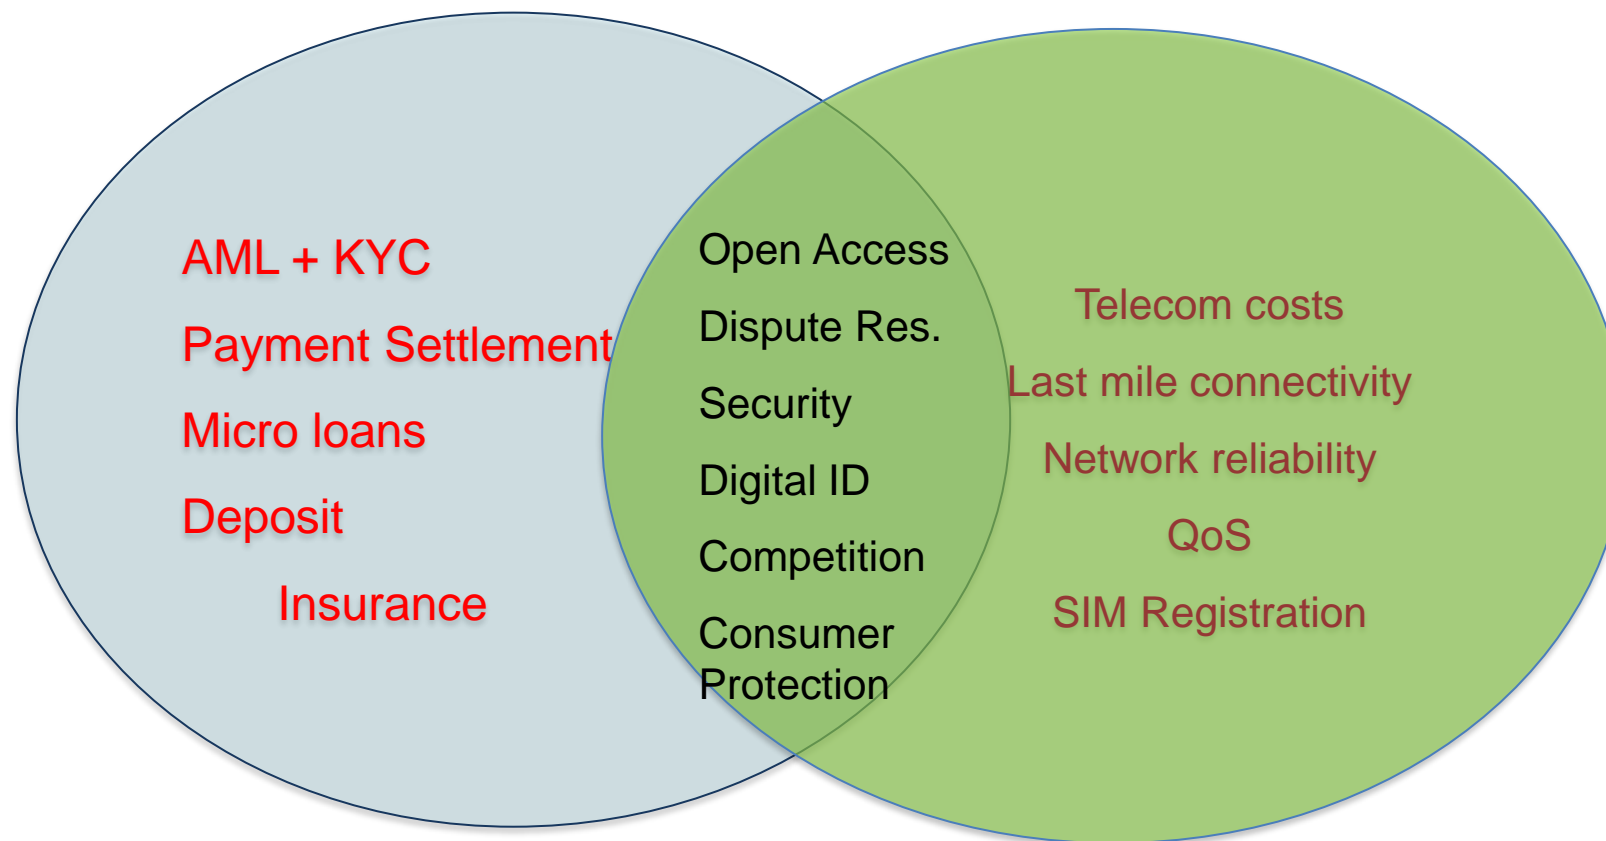 AML + KYC
Payment Settlement
Micro loans
Deposit
Insurance
Open Access
Dispute Res.
Security
Digital ID
Competition
Consumer
Protection
Telecom costs
Last mile connectivity
Network reliability
QoS
SIM Registration